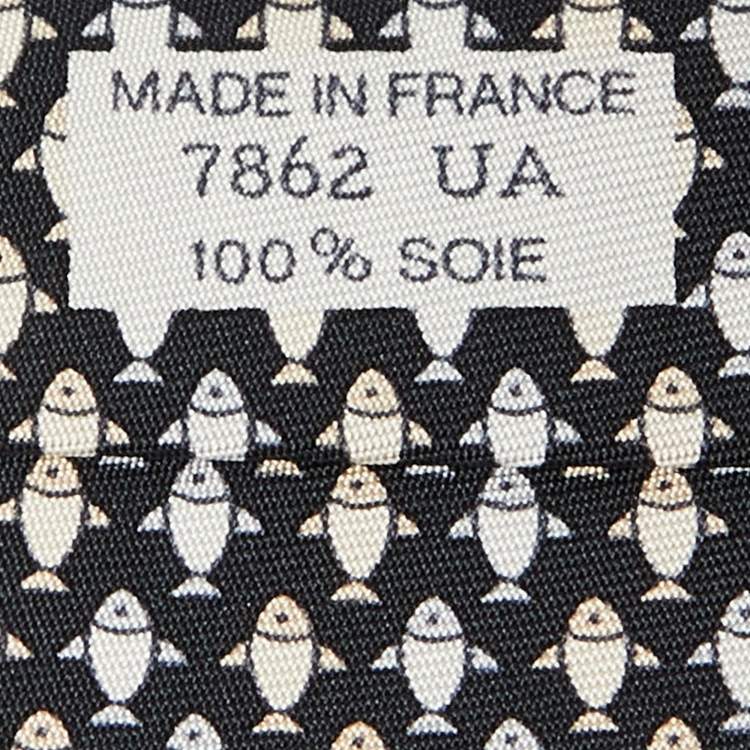 MADE IN FRANCE
7862 UA
100% SOIE